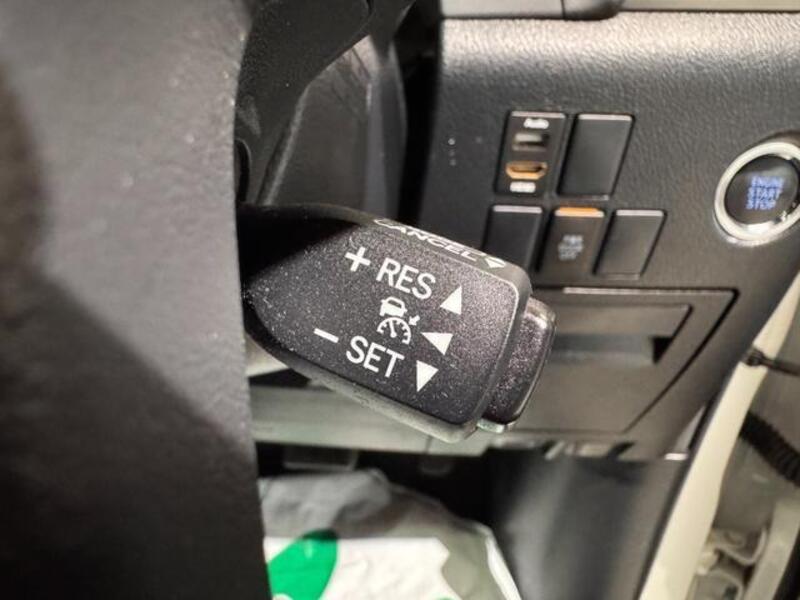 Audio
HDMI
ENGINE
START
STOP
CANCEL
+ RES
- SET